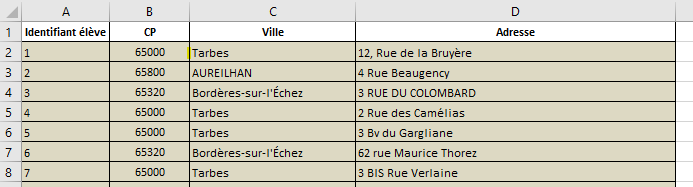 A B C D
1 Identifiant élève CP Ville Adresse
2 1 65000 Tarbes 12, Rue de la Bruyère
3 2 65800 AUREILHAN 4 Rue Beaugency
4 3 65320 Bordères-sur-l'Échez 3 RUE DU COLOMBARD
5 4 65000 Tarbes 2 Rue des Camélias
6 5 65000 Tarbes 3 Bv du Gargliane
7 6 65320 Bordères-sur-l'Échez 62 rue Maurice Thorez
8 7 65000 Tarbes 3 BIS Rue Verlaine